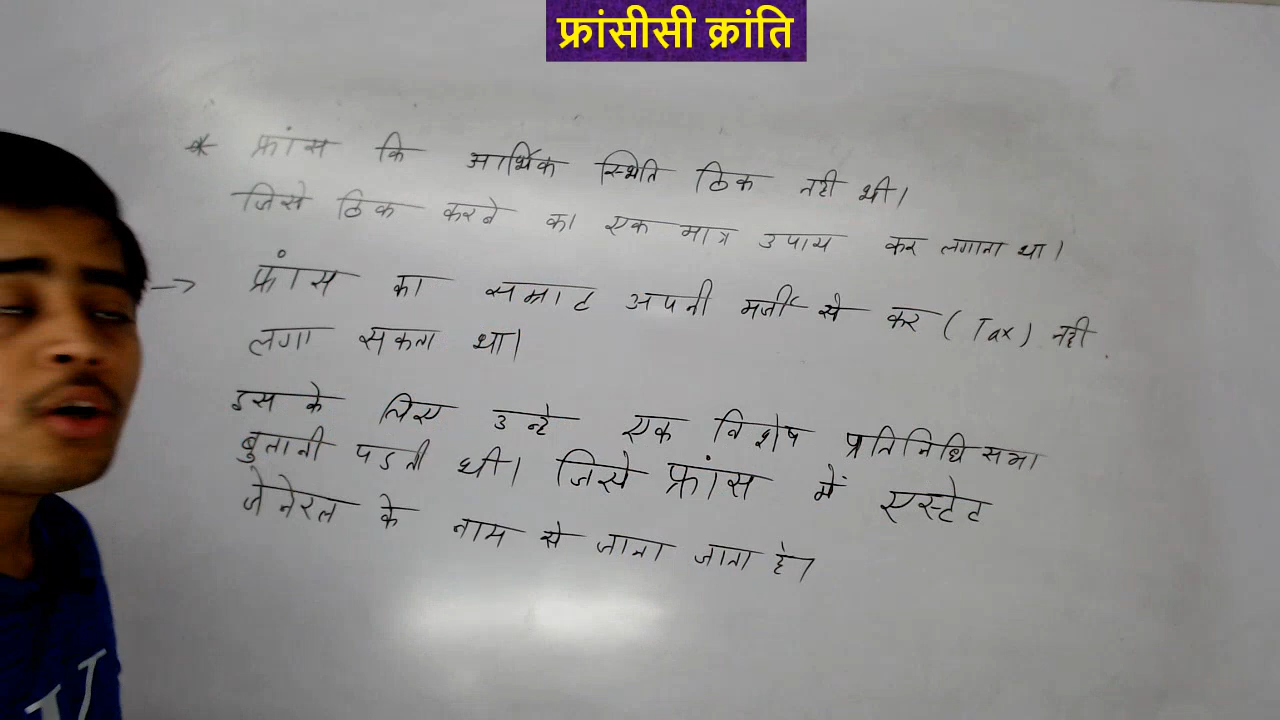 फ्रांसीसी क्रांति
* फ्रांस कि आर्थिक स्थिति ठिक नही थी।
जिसे ठिक करने का एक मात्र उपाय कर लगाना था।
→ फ्रांस का सम्राट अपनी मर्जी से कर (Tax) नही
लगा सकता था।
इस के लिए उन्हे एक विशेष प्रतिनिधि सभा
बुलानी पडती थी। जिसे फ्रांस में एस्टेट
जेनेरल के नाम से जाना जाता है।